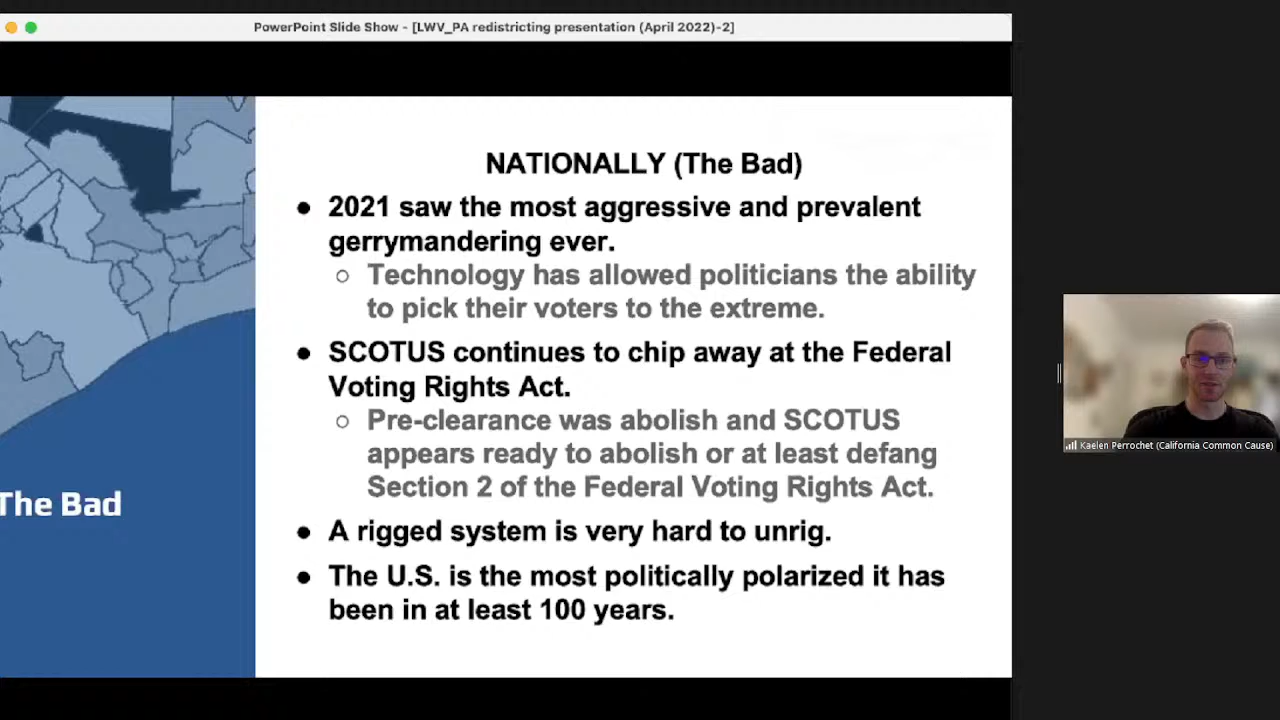 PowerPoint Slide Show - [LWV_PA redistricting presentation (April 2022)-2]
NATIONALLY (The Bad)
● 2021 saw the most aggressive and prevalent
gerrymandering ever.
○ Technology has allowed politicians the ability
to pick their voters to the extreme.
● SCOTUS continues to chip away at the Federal
Voting Rights Act.
○ Pre-clearance was abolish and SCOTUS
appears ready to abolish or at least defang
Section 2 of the Federal Voting Rights Act.
● A rigged system is very hard to unrig.
● The U.S. is the most politically polarized it has
been in at least 100 years.
The Bad
Kaelen Perrochet (California Common Cause)